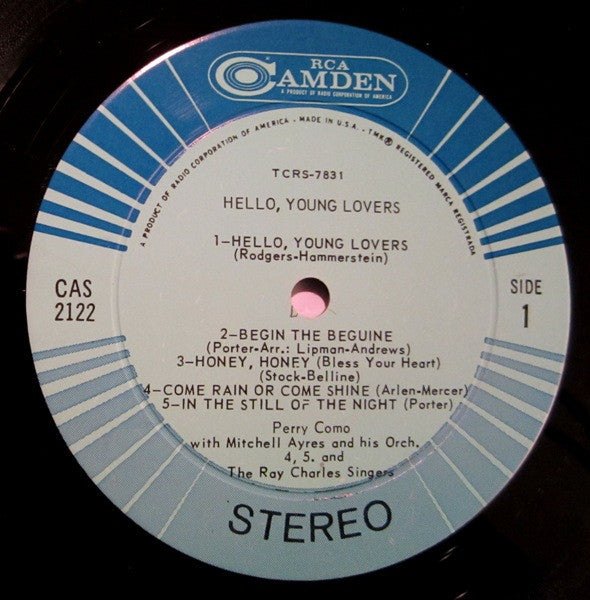 RCA
CAMDEN
A PRODUCT OF RADIO CORPORATION OF AMERICA
A PRODUCT OF RADIO CORPORATION OF AMERICA - MADE IN U.S.A. - TMK® REGISTERED MARCA REGISTRADA
TCRS-7831
HELLO, YOUNG LOVERS
1-HELLO, YOUNG LOVERS
(Rodgers-Hammerstein)
CAS
2122
SIDE
1
2-BEGIN THE BEGUINE
(Porter-Arr.: Lipman-Andrews)
3-HONEY, HONEY (Bless Your Heart)
(Stock-Belline)
4-COME RAIN OR COME SHINE (Arlen-Mercer)
5-IN THE STILL OF THE NIGHT (Porter)
Perry Como
with Mitchell Ayres and his Orch.
4, 5. and
The Ray Charles Singers
STEREO